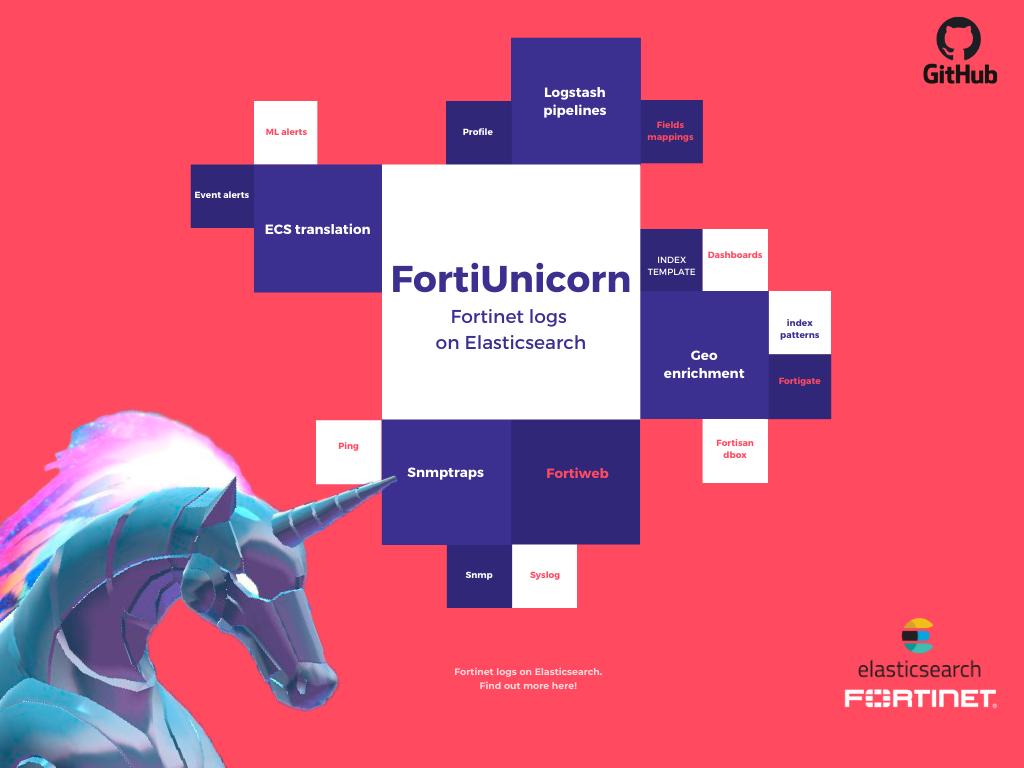 GitHub
Logstash
pipelines
Profile
Fields
mappings
ML alerts
Event alerts
ECS translation
FortiUnicorn
Fortinet logs
on Elasticsearch
INDEX
TEMPLATE
Dashboards
index
patterns
Geo
enrichment
Fortigate
Fortisan
dbox
Ping
Snmptraps
Fortiweb
Snmp
Syslog
Fortinet logs on Elasticsearch.
Find out more here!
elasticsearch
FORTINET®